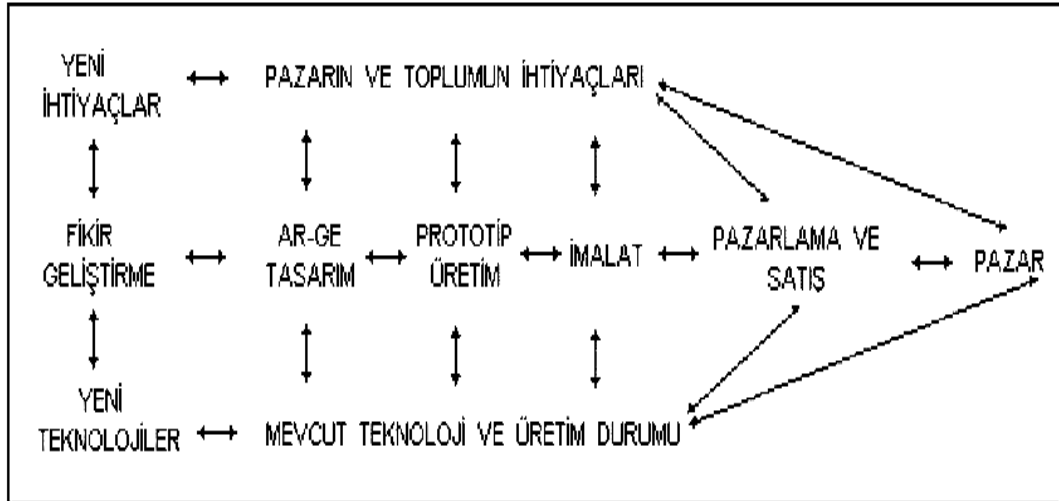 YENİ
İHTİYAÇLAR
PAZARIN VE TOPLUMUN İHTİYAÇLARI
FİKİR
GELİŞTİRME
AR-GE
TASARIM
PROTOTİP
ÜRETİM
İMALAT
PAZARLAMA VE
SATIŞ
PAZAR
YENİ
TEKNOLOJİLER
MEVCUT TEKNOLOJİ VE ÜRETİM DURUMU